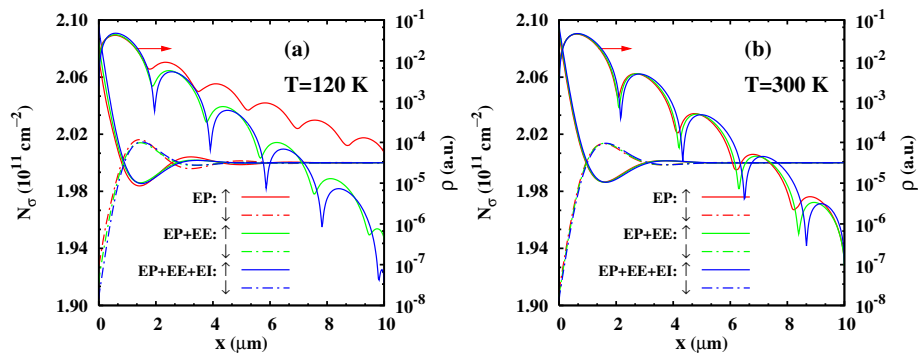 (a)
T=120 K
N_σ (10^11 cm^−2)
2.10
2.06
2.02
1.98
1.94
1.90
10^-1
10^-2
10^-3
10^-4
10^-5
10^-6
10^-7
10^-8
ρ (a.u.)
EP: ↑
↓
EP+EE: ↑
↓
EP+EE+EI: ↑
↓
0 2 4 6 8 10
x (μm)
(b)
T=300 K
N_σ (10^11 cm^−2)
2.10
2.06
2.02
1.98
1.94
1.90
10^-1
10^-2
10^-3
10^-4
10^-5
10^-6
10^-7
10^-8
ρ (a.u.)
EP: ↑
↓
EP+EE: ↑
↓
EP+EE+EI: ↑
↓
0 2 4 6 8 10
x (μm)